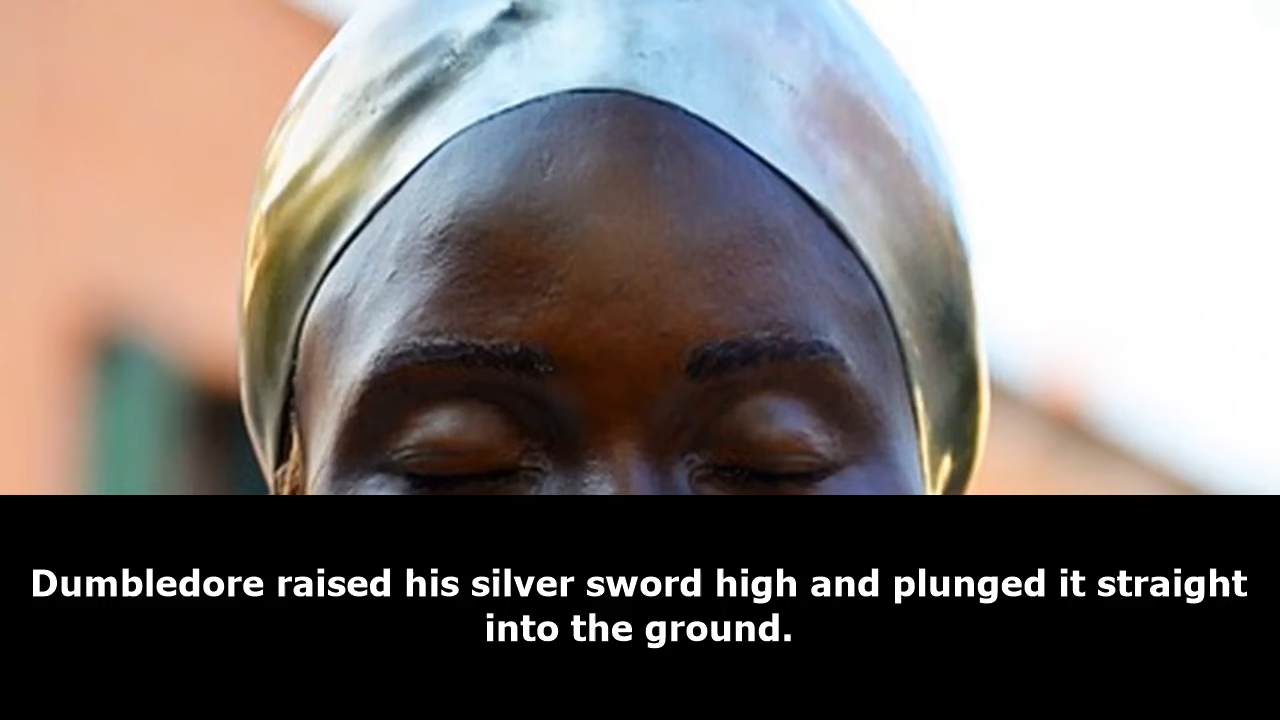 Dumbledore raised his silver sword high and plunged it straight
into the ground.